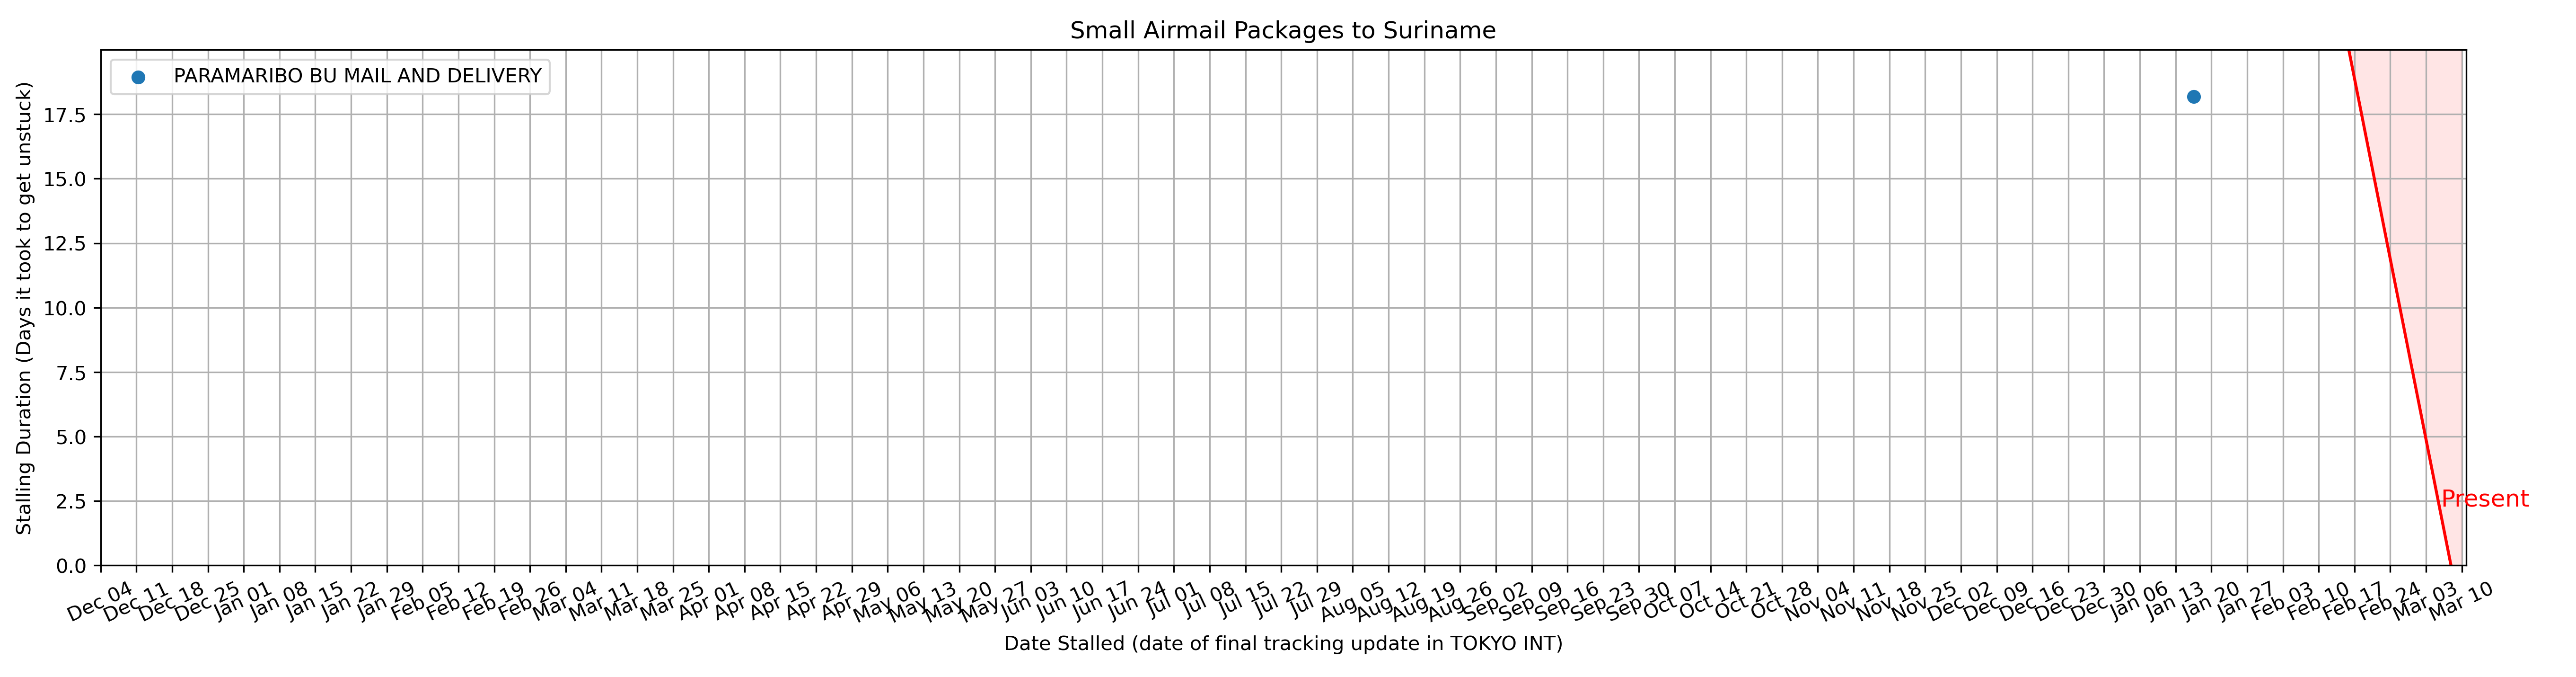 Small Airmail Packages to Suriname
PARAMARIBO BU MAIL AND DELIVERY
Stalling Duration (Days it took to get unstuck)
17.5
15.0
12.5
10.0
7.5
5.0
2.5
0.0
Present
Dec 04
Dec 11
Dec 18
Dec 25
Jan 01
Jan 08
Jan 15
Jan 22
Jan 29
Feb 05
Feb 12
Feb 19
Feb 26
Mar 04
Mar 11
Mar 18
Mar 25
Apr 01
Apr 08
Apr 15
Apr 22
Apr 29
May 06
May 13
May 20
May 27
Jun 03
Jun 10
Jun 17
Jun 24
Jul 01
Jul 08
Jul 15
Jul 22
Jul 29
Aug 05
Aug 12
Aug 19
Aug 26
Sep 02
Sep 09
Sep 16
Sep 23
Sep 30
Oct 07
Oct 14
Oct 21
Oct 28
Nov 04
Nov 11
Nov 18
Nov 25
Dec 02
Dec 09
Dec 16
Dec 23
Dec 30
Jan 06
Jan 13
Jan 20
Jan 27
Feb 03
Feb 10
Feb 17
Feb 24
Mar 03
Mar 10
Date Stalled (date of final tracking update in TOKYO INT)